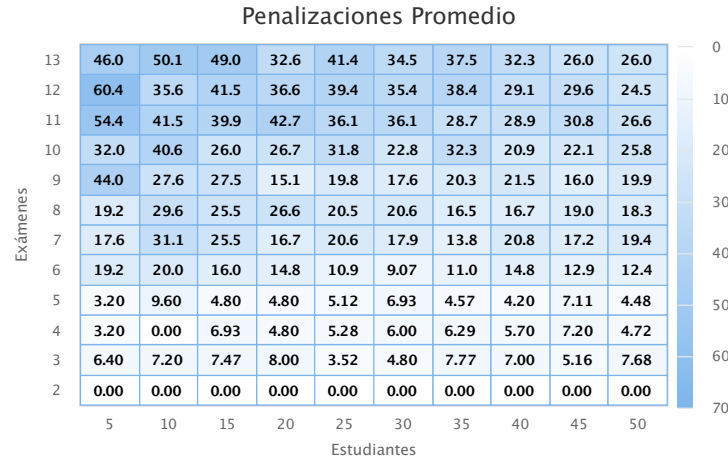 Penalizaciones Promedio
0
13 46.0 50.1 49.0 32.6 41.4 34.5 37.5 32.3 26.0 26.0
12 60.4 35.6 41.5 36.6 39.4 35.4 38.4 29.1 29.6 24.5
10
11 54.4 41.5 39.9 42.7 36.1 36.1 28.7 28.9 30.8 26.6
10 32.0 40.6 26.0 26.7 31.8 22.8 32.3 20.9 22.1 25.8
20
9 44.0 27.6 27.5 15.1 19.8 17.6 20.3 21.5 16.0 19.9
30
8 19.2 29.6 25.5 26.6 20.5 20.6 16.5 16.7 19.0 18.3
Exámenes
7 17.6 31.1 25.5 16.7 20.6 17.9 13.8 20.8 17.2 19.4
40
6 19.2 20.0 16.0 14.8 10.9 9.07 11.0 14.8 12.9 12.4
5 3.20 9.60 4.80 4.80 5.12 6.93 4.57 4.20 7.11 4.48
50
4 3.20 0.00 6.93 4.80 5.28 6.00 6.29 5.70 7.20 4.72
3 6.40 7.20 7.47 8.00 3.52 4.80 7.77 7.00 5.16 7.68
60
2 0.00 0.00 0.00 0.00 0.00 0.00 0.00 0.00 0.00 0.00
70
5 10 15 20 25 30 35 40 45 50
Estudiantes